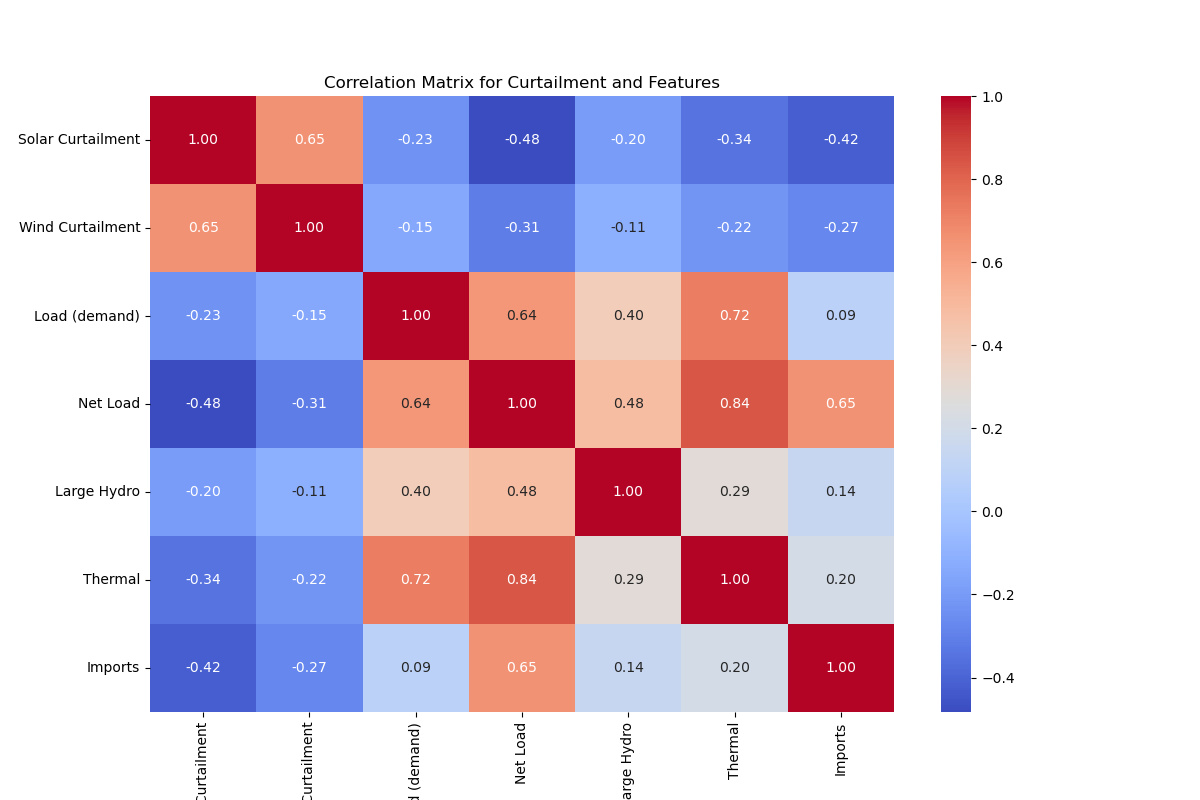 Correlation Matrix for Curtailment and Features
Solar Curtailment 1.00 0.65 -0.23 -0.48 -0.20 -0.34 -0.42
Wind Curtailment 0.65 1.00 -0.15 -0.31 -0.11 -0.22 -0.27
Load (demand) -0.23 -0.15 1.00 0.64 0.40 0.72 0.09
Net Load -0.48 -0.31 0.64 1.00 0.48 0.84 0.65
Large Hydro -0.20 -0.11 0.40 0.48 1.00 0.29 0.14
Thermal -0.34 -0.22 0.72 0.84 0.29 1.00 0.20
Imports -0.42 -0.27 0.09 0.65 0.14 0.20 1.00
Curtailment
Curtailment
d (demand)
Net Load
arge Hydro
Thermal
Imports
1.0
0.8
0.6
0.4
0.2
0.0
−0.2
−0.4